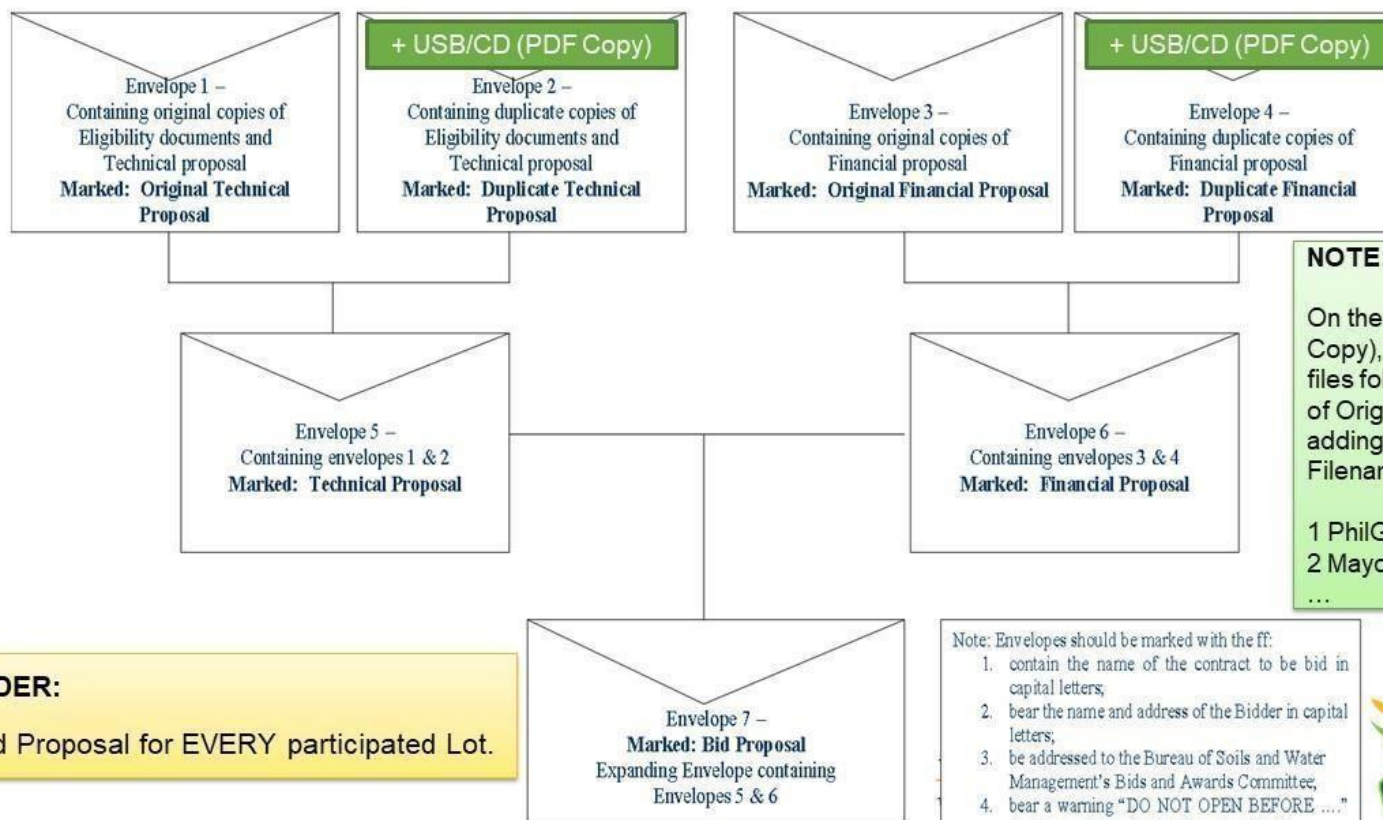 + USB/CD (PDF Copy)
+ USB/CD (PDF Copy)
Envelope 1 –
Containing original copies of
Eligibility documents and
Technical proposal
Marked: Original Technical
Proposal
Envelope 2 –
Containing duplicate copies of
Eligibility documents and
Technical proposal
Marked: Duplicate Technical
Proposal
Envelope 3 –
Containing original copies of
Financial proposal
Marked: Original Financial Proposal
Envelope 4 –
Containing duplicate copies of
Financial proposal
Marked: Duplicate Financial
Proposal
NOTE
On the
Copy),
files fo
of Orig
adding
Filenar
1 PhilG
2 Mayo
...
Envelope 5 –
Containing envelopes 1 & 2
Marked: Technical Proposal
Envelope 6 –
Containing envelopes 3 & 4
Marked: Financial Proposal
DER:
d Proposal for EVERY participated Lot.
Envelope 7 –
Marked: Bid Proposal
Expanding Envelope containing
Envelopes 5 & 6
Note: Envelopes should be marked with the ff:
1. contain the name of the contract to be bid in
capital letters;
2. bear the name and address of the Bidder in capital
letters;
3. be addressed to the Bureau of Soils and Water
Management's Bids and Awards Committee;
4. bear a warning "DO NOT OPEN BEFORE ...."